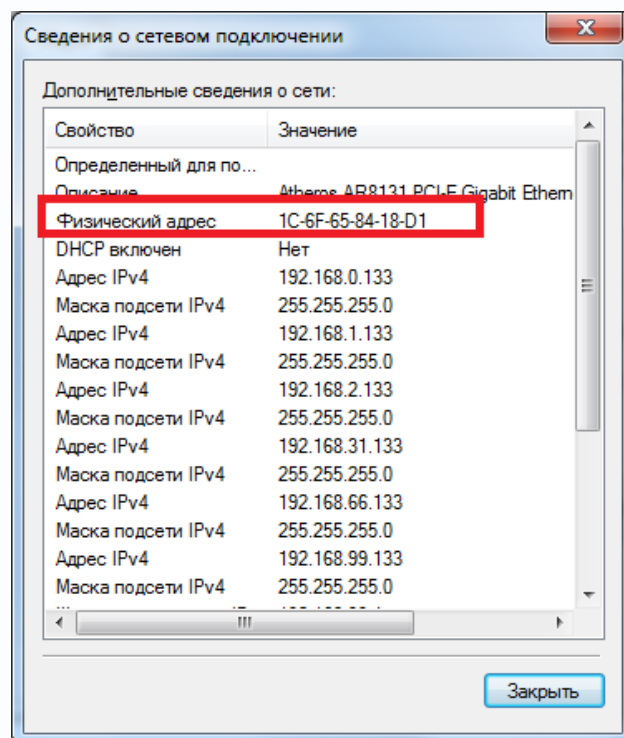 Сведения о сетевом подключении
Дополнительные сведения о сети:
Свойство Значение
Определенный для по...
Описание Atheros AR8131 PCI-E Gigabit Ethern
Физический адрес 1C-6F-65-84-18-D1
DHCP включен Нет
Адрес IPv4 192.168.0.133
Маска подсети IPv4 255.255.255.0
Адрес IPv4 192.168.1.133
Маска подсети IPv4 255.255.255.0
Адрес IPv4 192.168.2.133
Маска подсети IPv4 255.255.255.0
Адрес IPv4 192.168.31.133
Маска подсети IPv4 255.255.255.0
Адрес IPv4 192.168.66.133
Маска подсети IPv4 255.255.255.0
Адрес IPv4 192.168.99.133
Маска подсети IPv4 255.255.255.0
Закрыть